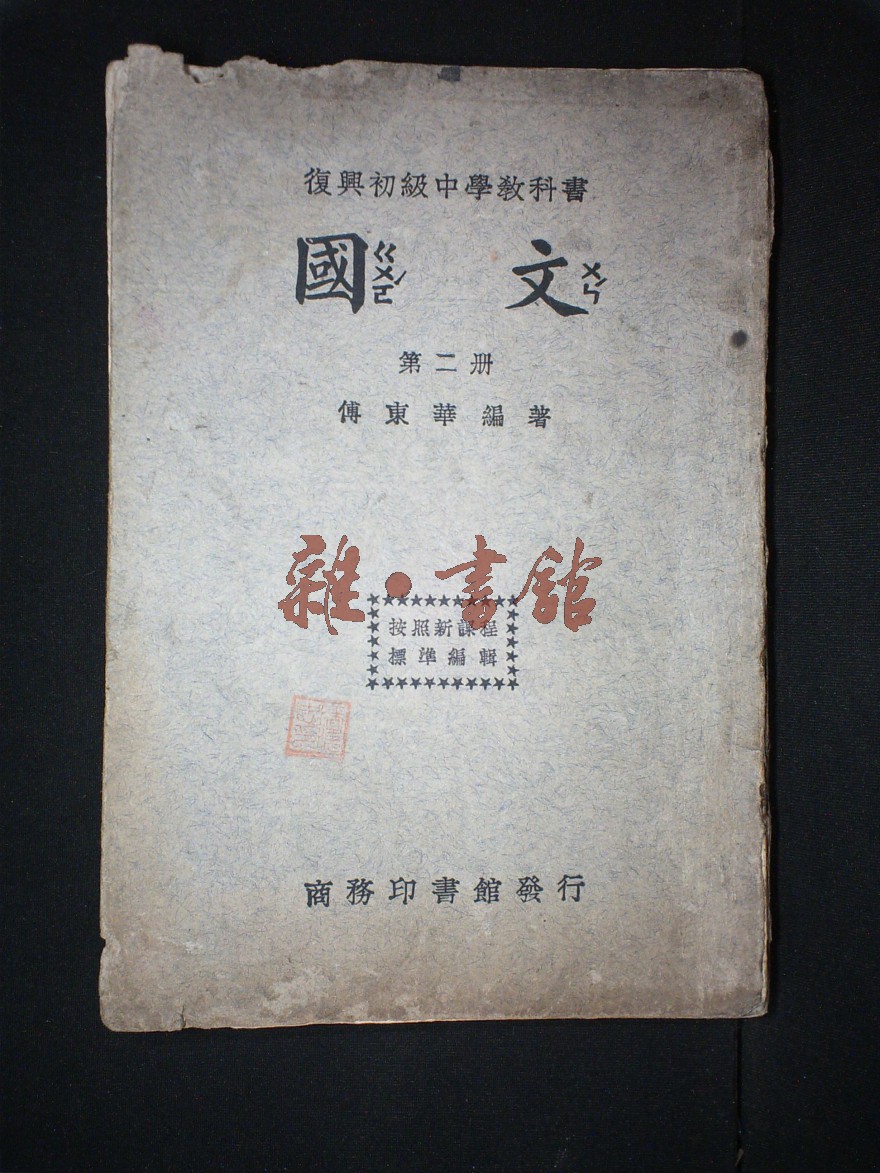 復興初級中學教科書
國ㄍㄨㄛˊ 文ㄨㄣˊ
第二册
傅東華編著
雜·書館
按照新課程
標準編輯
商務印書館發行